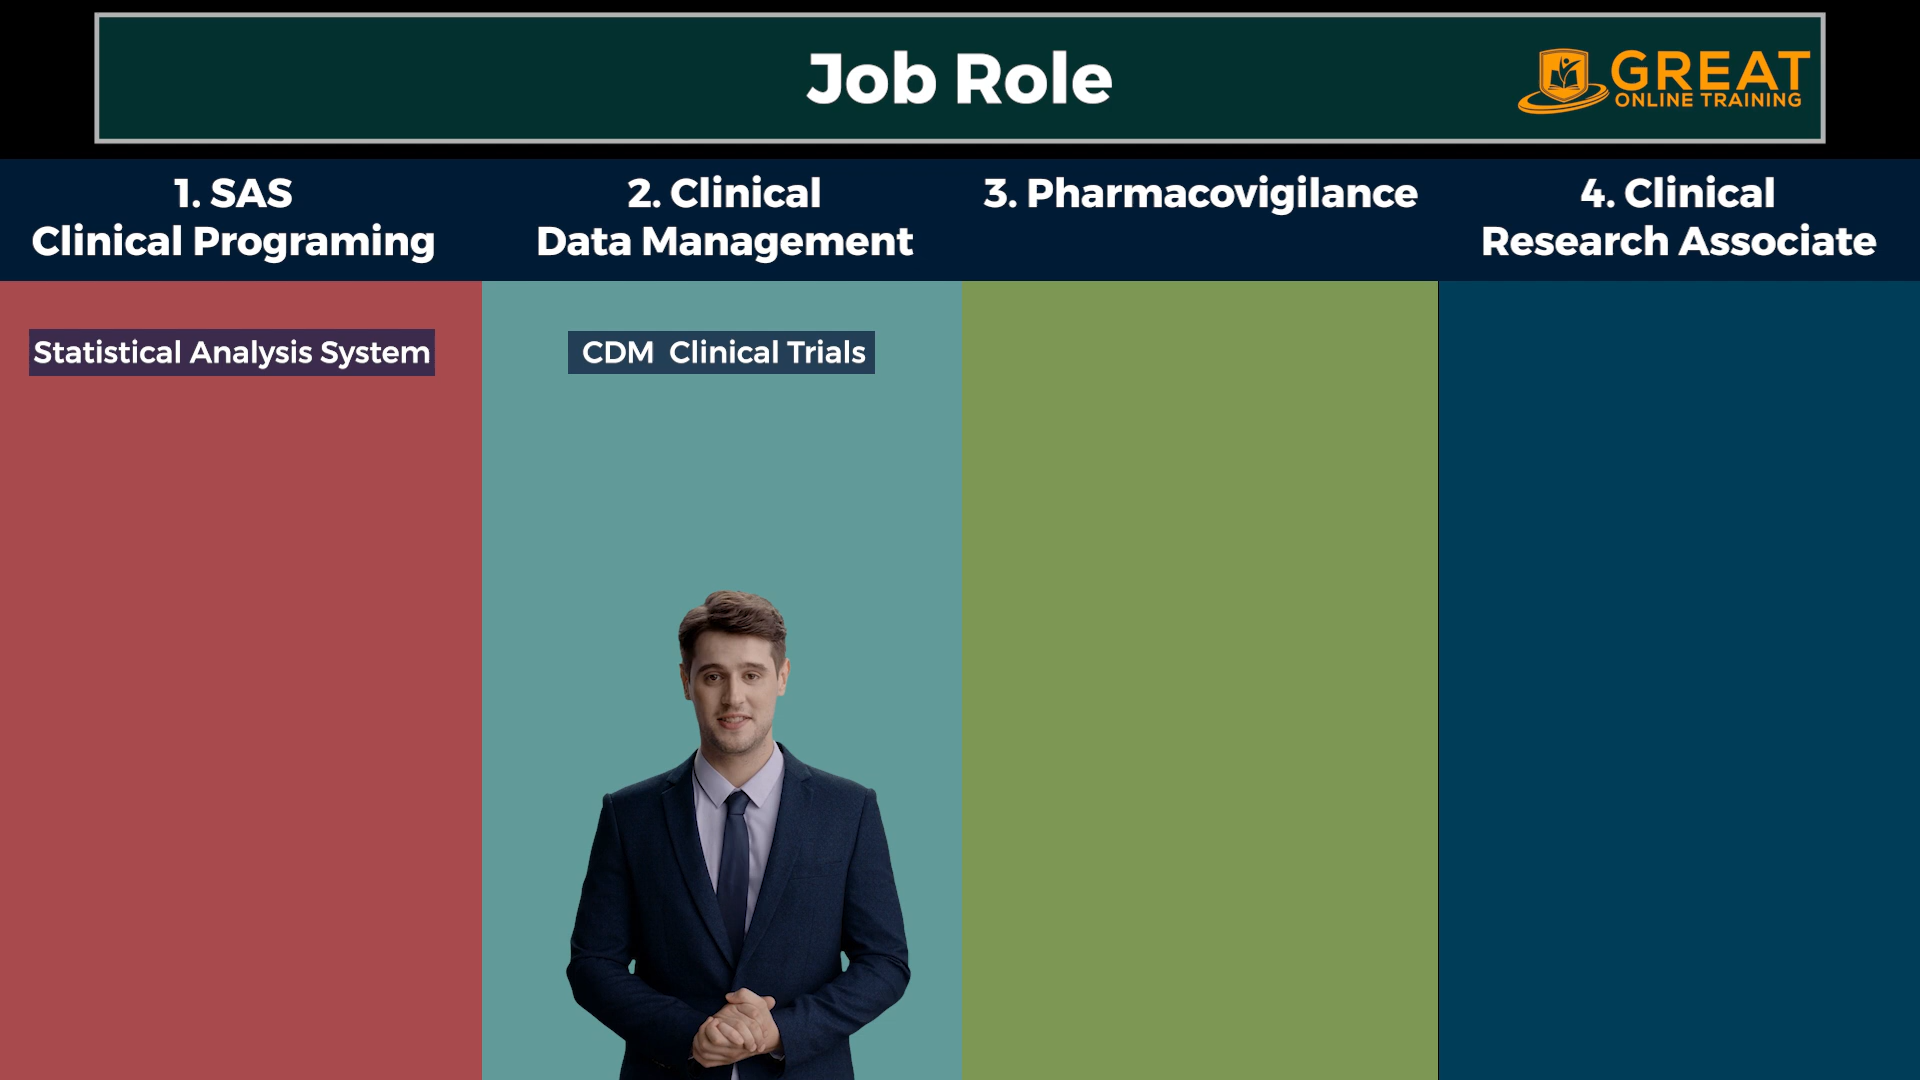 Job Role
GREAT
ONLINE TRAINING
1. SAS
Clinical Programing
2. Clinical
Data Management
3. Pharmacovigilance
4. Clinical
Research Associate
Statistical Analysis System
CDM Clinical Trials